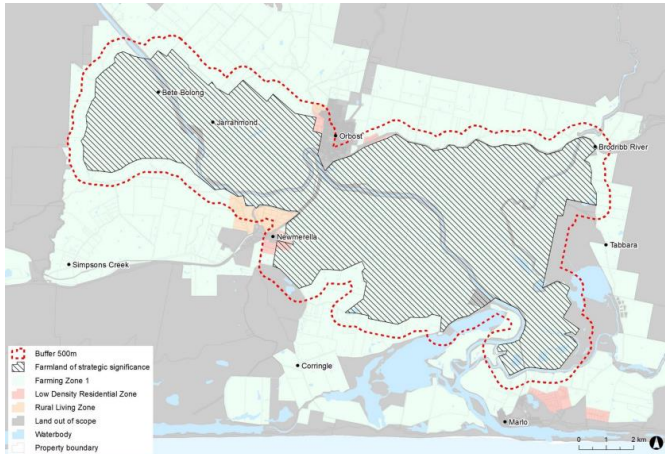 Bete Bolong
Jarrahmond
Orbost
Brodribb River
Newmerella
Tabbara
Simpsons Creek
Corringle
Marlo
Buffer 500m
Farmland of strategic significance
Farming Zone 1
Low Density Residential Zone
Rural Living Zone
Land out of scope
Waterbody
Property boundary
0 1 2 km